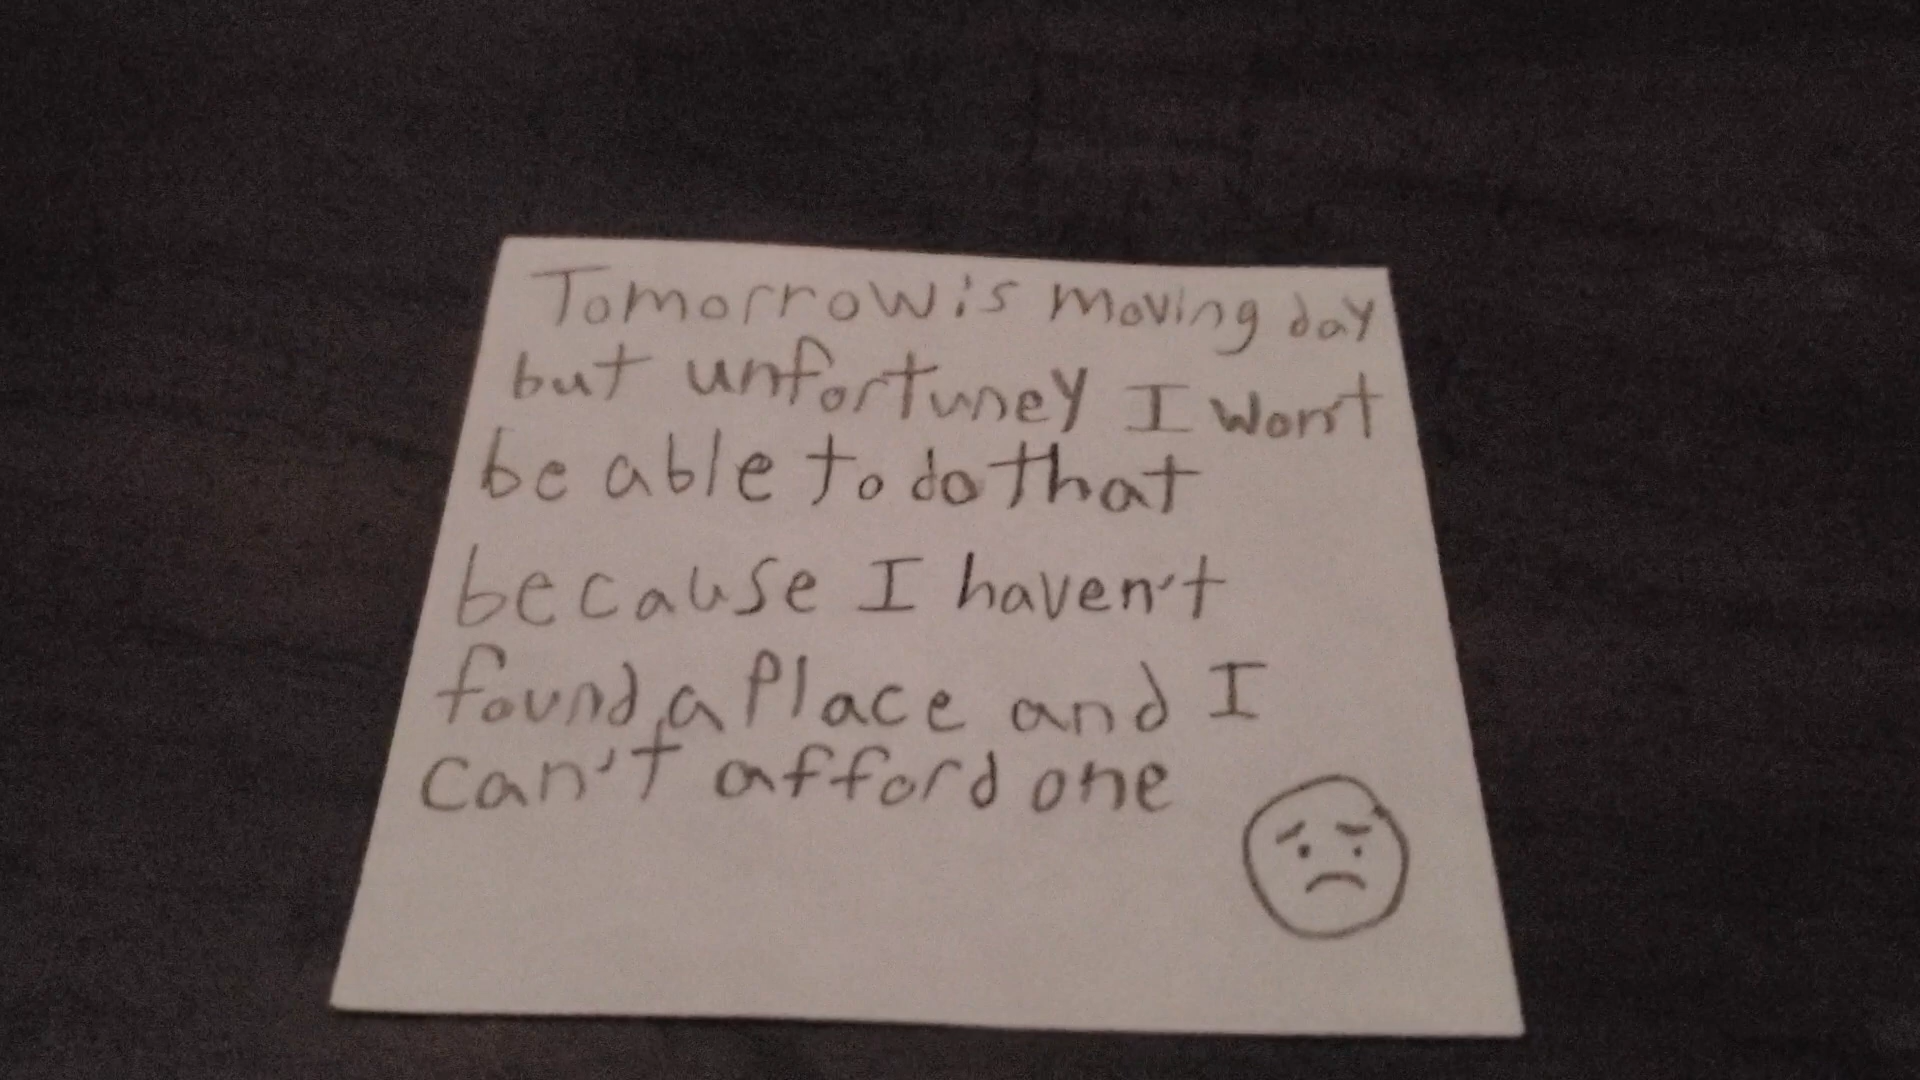 Tomorrow is moving day
but unfortuney I won't
be able to do that
because I haven't
found a place and I
can't afford one